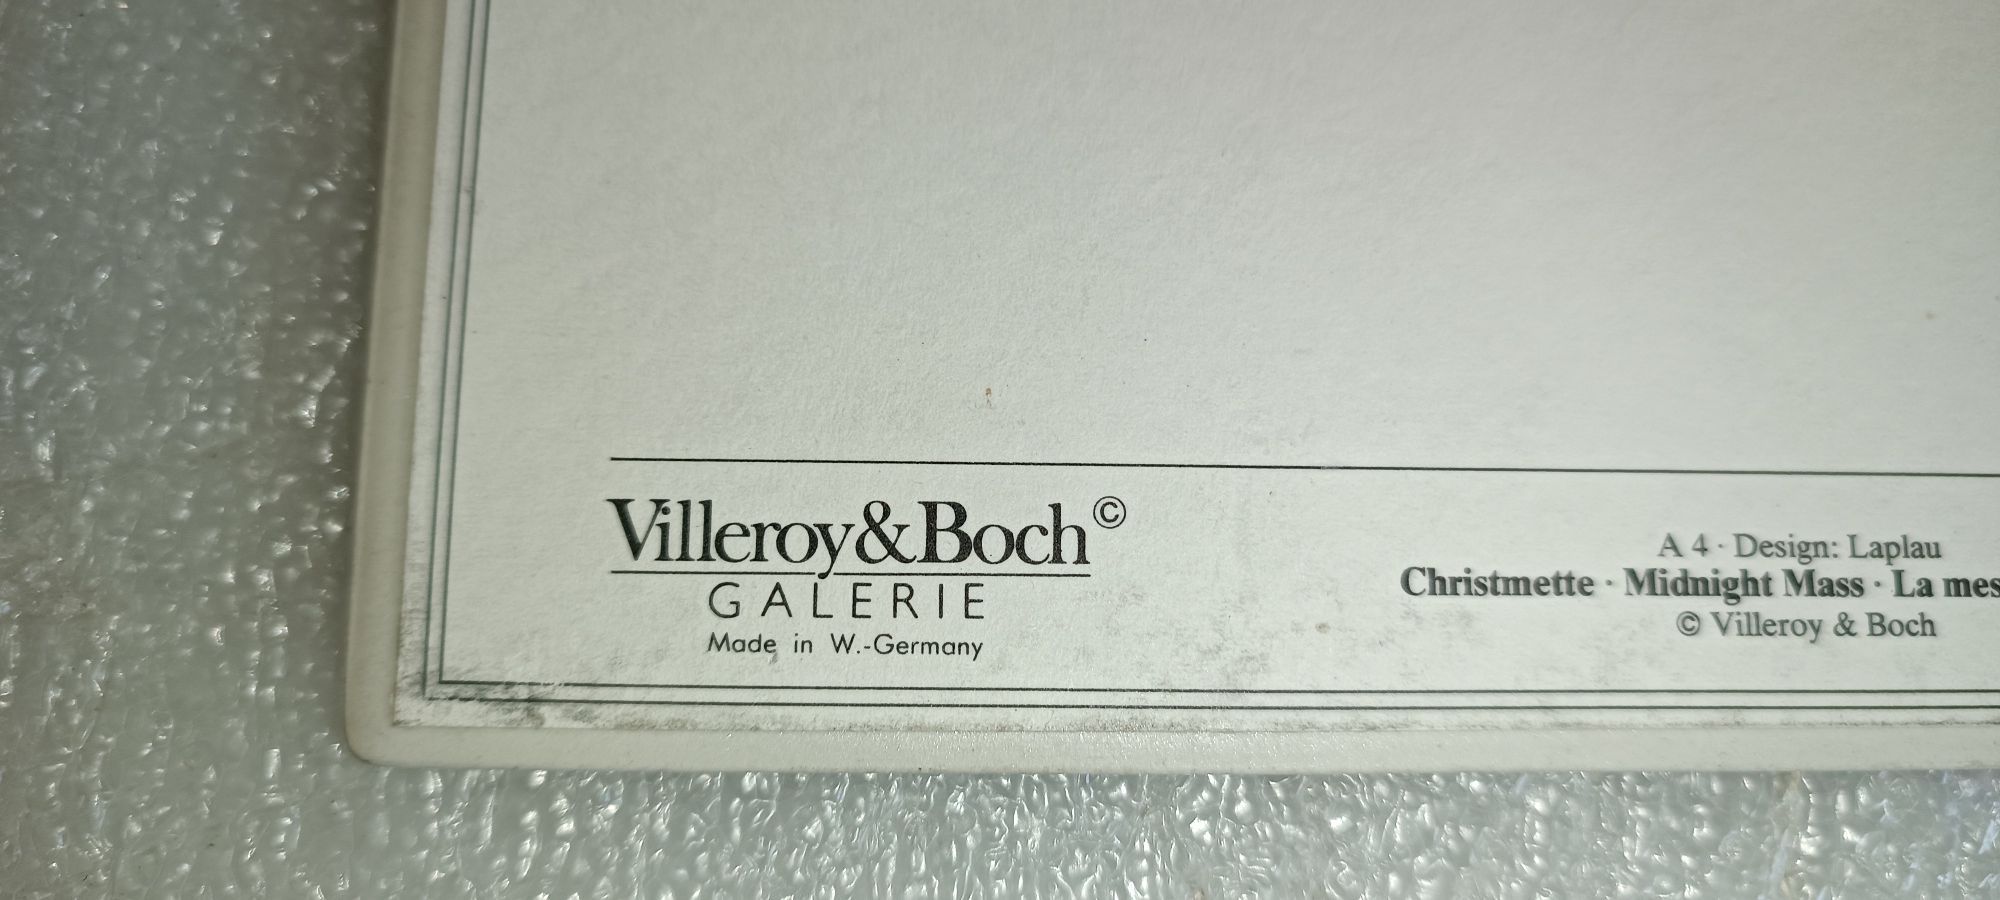 Villeroy&Boch©
GALERIE
Made in W.-Germany
A 4 · Design: Laplau
Christmette · Midnight Mass · La mes
© Villeroy & Boch